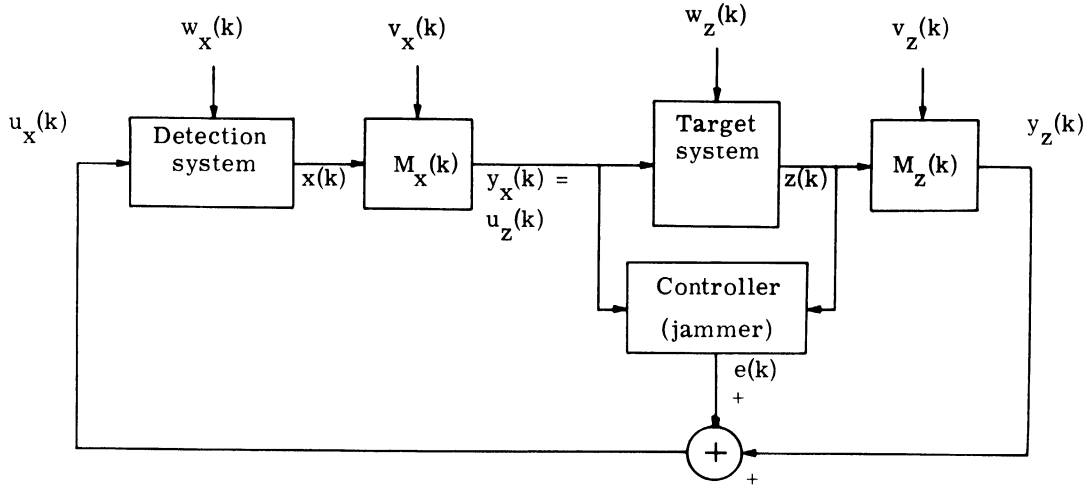 w_x(k)
v_x(k)
w_z(k)
v_z(k)
u_x(k)
Detection
system
x(k)
M_x(k)
y_x(k) =
u_z(k)
Target
system
z(k)
M_z(k)
y_z(k)
Controller
(jammer)
e(k)
+
+
+